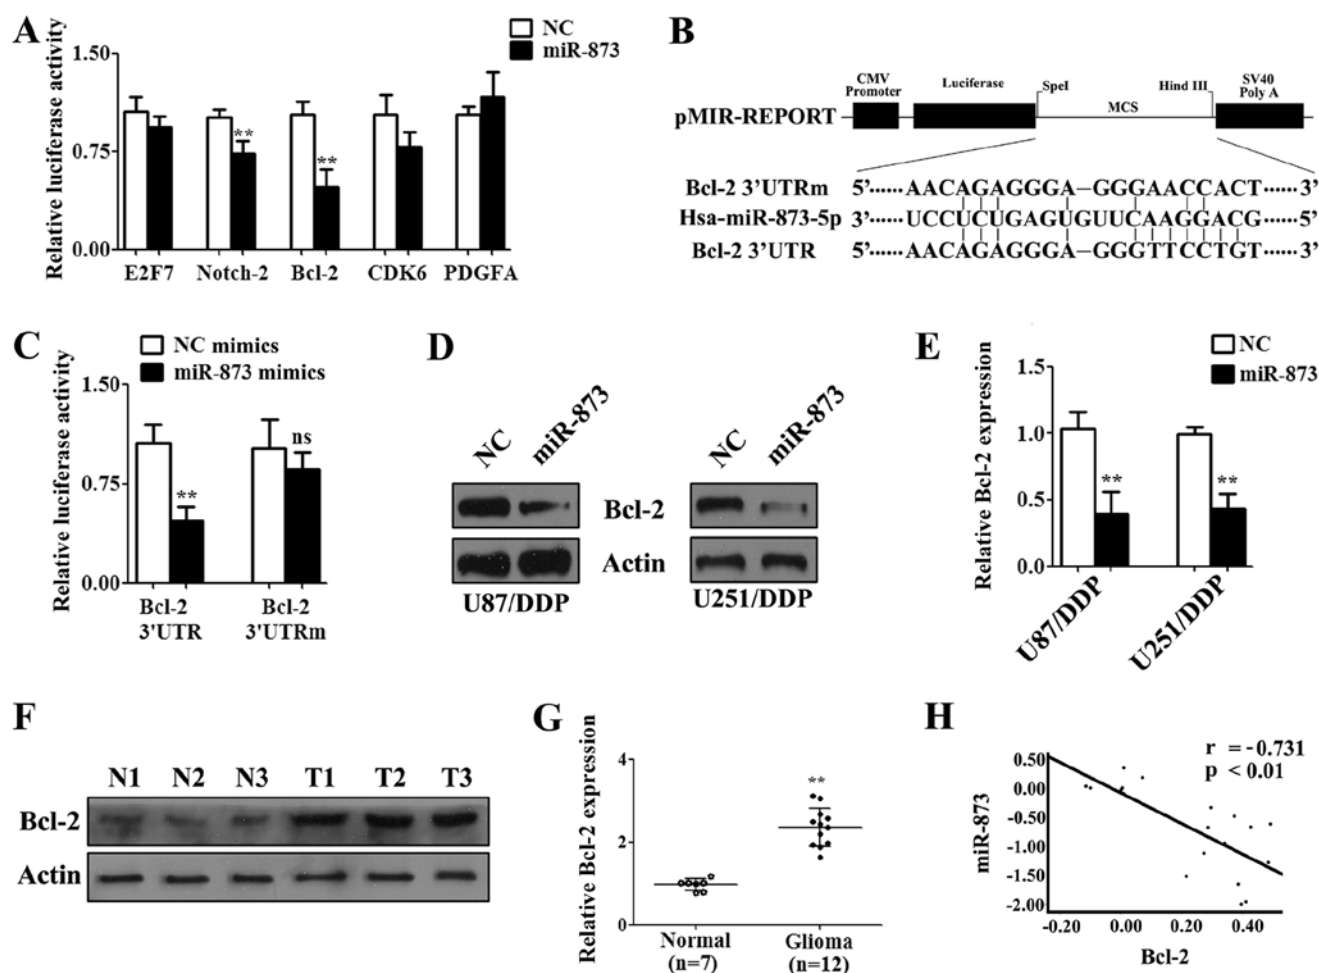 A
NC
miR-873
Relative luciferase activity
1.50
0.75
0.00
**
**
E2F7 Notch-2 Bcl-2 CDK6 PDGFA
B
CMV Promoter
Luciferase
SpeI
MCS
Hind III
SV40 Poly A
pMIR-REPORT
Bcl-2 3'UTRm 5'······AACAGAGGGA–GGGAACCACT······3'
Hsa-miR-873-5p 3'······UCCUCUGAGUGUUCAAGGACG······5'
Bcl-2 3'UTR 5'······AACAGAGGGA–GGGTTCCTGT······3'
C
NC mimics
miR-873 mimics
Relative luciferase activity
1.50
0.75
0.00
**
ns
Bcl-2 3'UTR
Bcl-2 3'UTRm
D
NC miR-873
NC miR-873
Bcl-2
Actin
U87/DDP U251/DDP
E
NC
miR-873
Relative Bcl-2 expression
1.5
1.0
0.5
0.0
**
**
U87/DDP U251/DDP
F
N1 N2 N3 T1 T2 T3
Bcl-2
Actin
G
Relative Bcl-2 expression
4
2
0
**
Normal Glioma
(n=7) (n=12)
H
r = -0.731
p < 0.01
miR-873
0.50
0.00
-0.50
-1.00
-1.50
-2.00
-0.20 0.00 0.20 0.40
Bcl-2